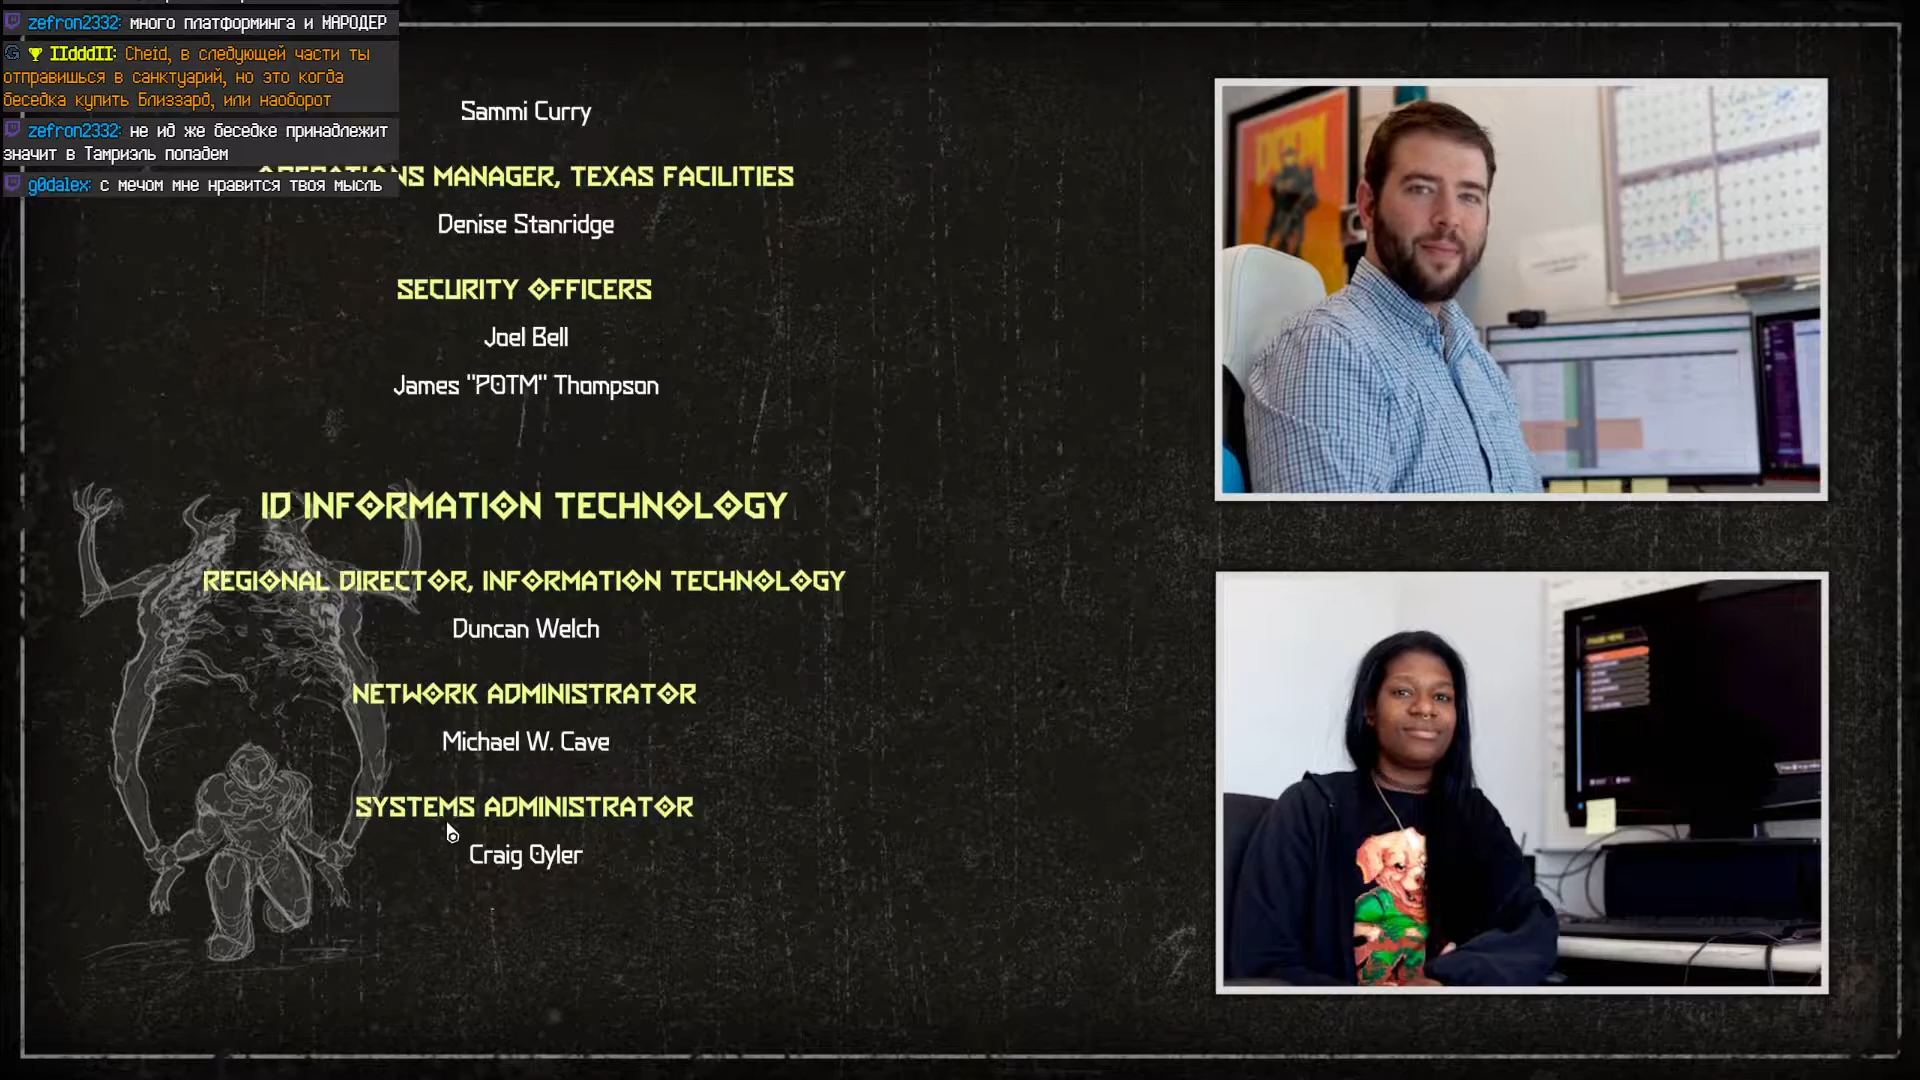 zefron2332: много платформинга и МАРОДЕР
IIdddII: Cheid, в следующей части ты
отправишься в санктуарий, но это когда
беседка купить Близзард, или наоборот
zefron2332: не ид же беседке принадлежит
значит в Тамриэль попадем
g0dalex: с мечом мне нравится твоя мысль
Sammi Curry
OPERATIONS MANAGER, TEXAS FACILITIES
Denise Stanridge
SECURITY OFFICERS
Joel Bell
James "POTM" Thompson
ID INFORMATION TECHNOLOGY
REGIONAL DIRECTOR, INFORMATION TECHNOLOGY
Duncan Welch
NETWORK ADMINISTRATOR
Michael W. Cave
SYSTEMS ADMINISTRATOR
Craig Oyler
DOOM